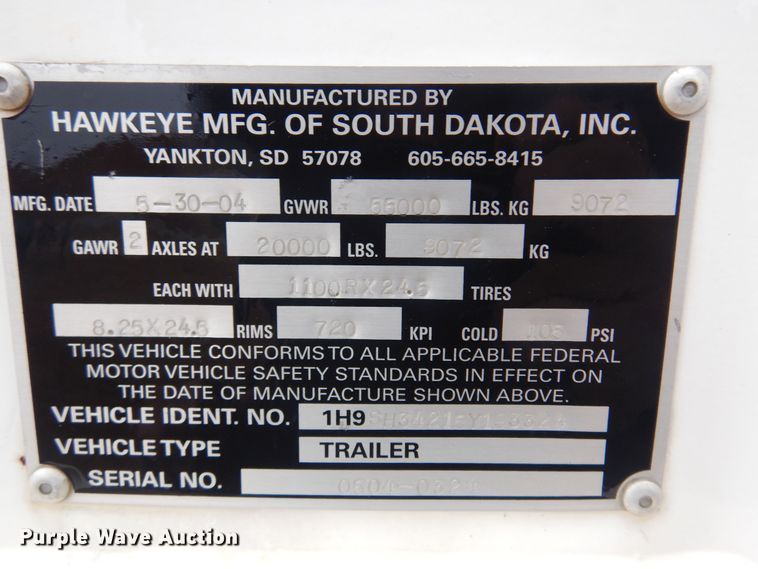 MANUFACTURED BY
HAWKEYE MFG. OF SOUTH DAKOTA, INC.
YANKTON, SD 57078 605-665-8415
MFG. DATE 5-30-04 GVWR 55000 LBS. KG 9072
GAWR 2 AXLES AT 20000 LBS. 9072 KG
EACH WITH 1100RX24.5 TIRES
8.25X24.5 RIMS 720 KPI COLD 105 PSI
THIS VEHICLE CONFORMS TO ALL APPLICABLE FEDERAL
MOTOR VEHICLE SAFETY STANDARDS IN EFFECT ON
THE DATE OF MANUFACTURE SHOWN ABOVE.
VEHICLE IDENT. NO. 1H9
VEHICLE TYPE TRAILER
SERIAL NO.
Purple Wave Auction